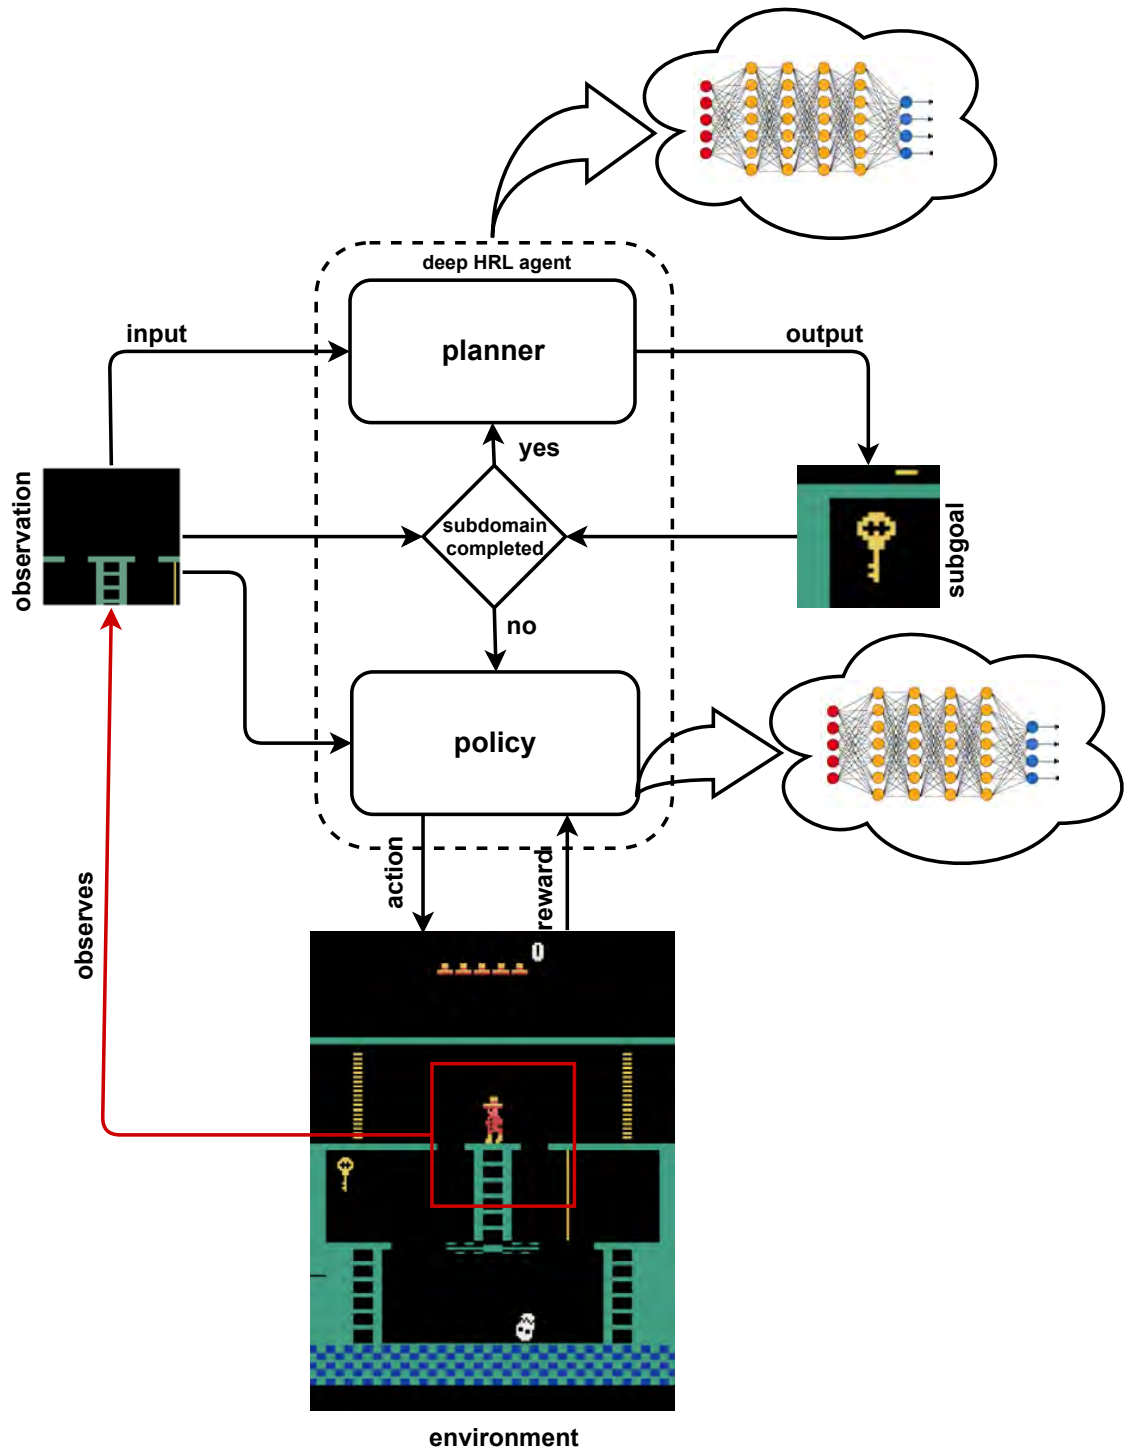 deep HRL agent
input
planner
output
yes
observation
subdomain
completed
subgoal
no
policy
action
reward
observes
0
environment